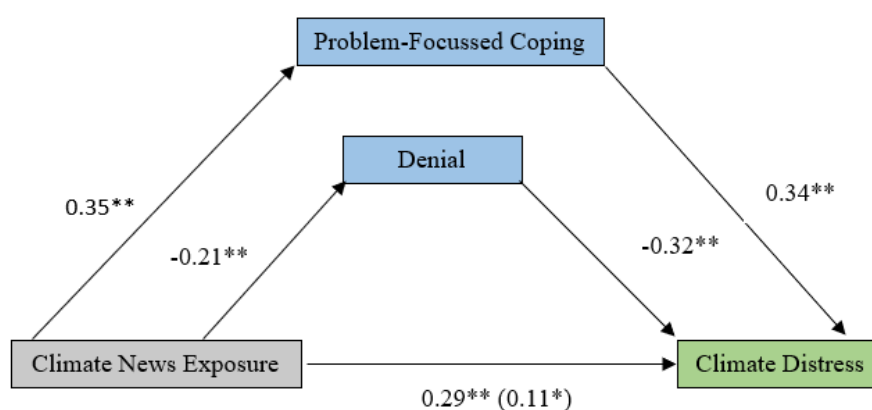 Problem-Focussed Coping
Denial
0.35**
0.34**
-0.21**
-0.32**
Climate News Exposure
Climate Distress
0.29** (0.11*)